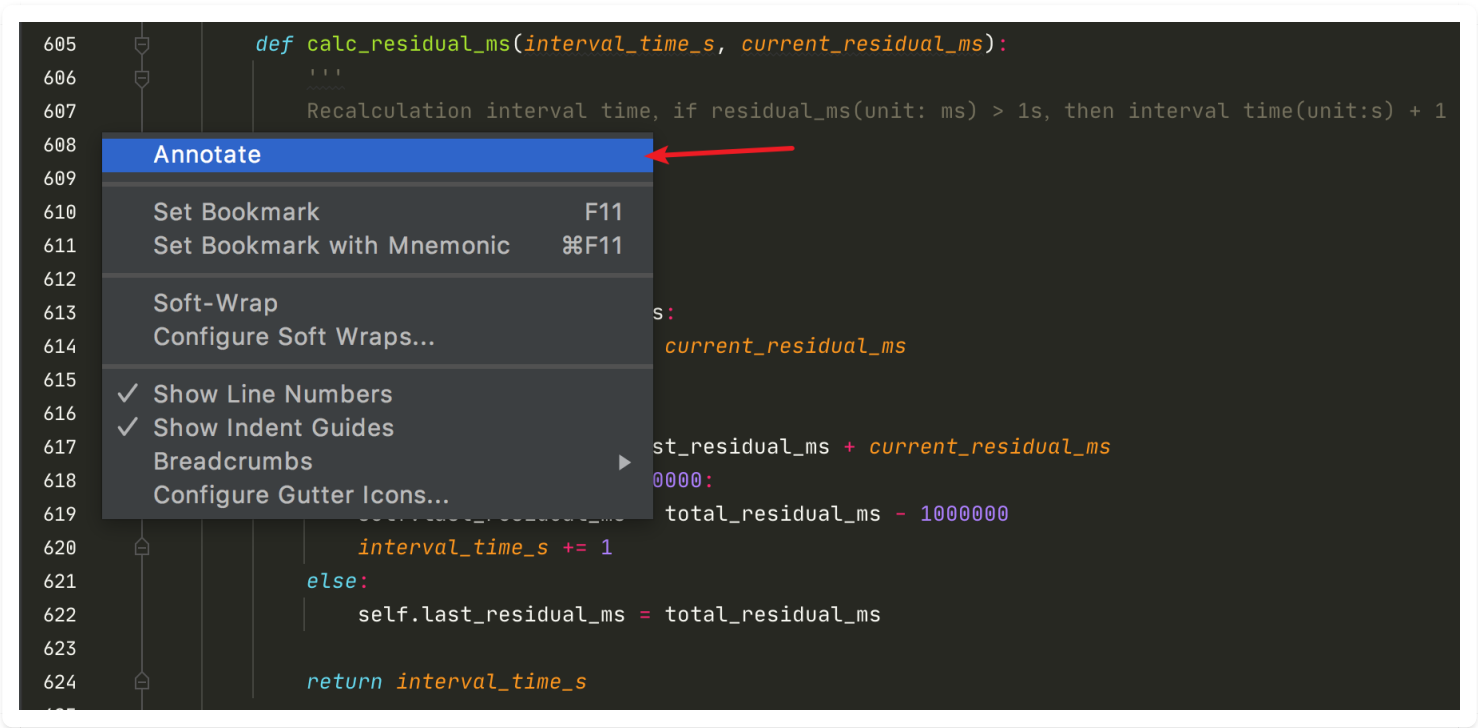 605 def calc_residual_ms(interval_time_s, current_residual_ms):
606 '''
607 Recalculation interval time, if residual_ms(unit: ms) > 1s, then interval time(unit:s) + 1
608
Annotate
609
610 Set Bookmark F11
611 Set Bookmark with Mnemonic ⌘F11
612
613 Soft-Wrap s:
614 Configure Soft Wraps... current_residual_ms
615
Show Line Numbers
616
Show Indent Guides
617 st_residual_ms + current_residual_ms
Breadcrumbs
618 0000:
Configure Gutter Icons...
619 total_residual_ms - 1000000
620 interval_time_s += 1
621 else:
622 self.last_residual_ms = total_residual_ms
623
624 return interval_time_s